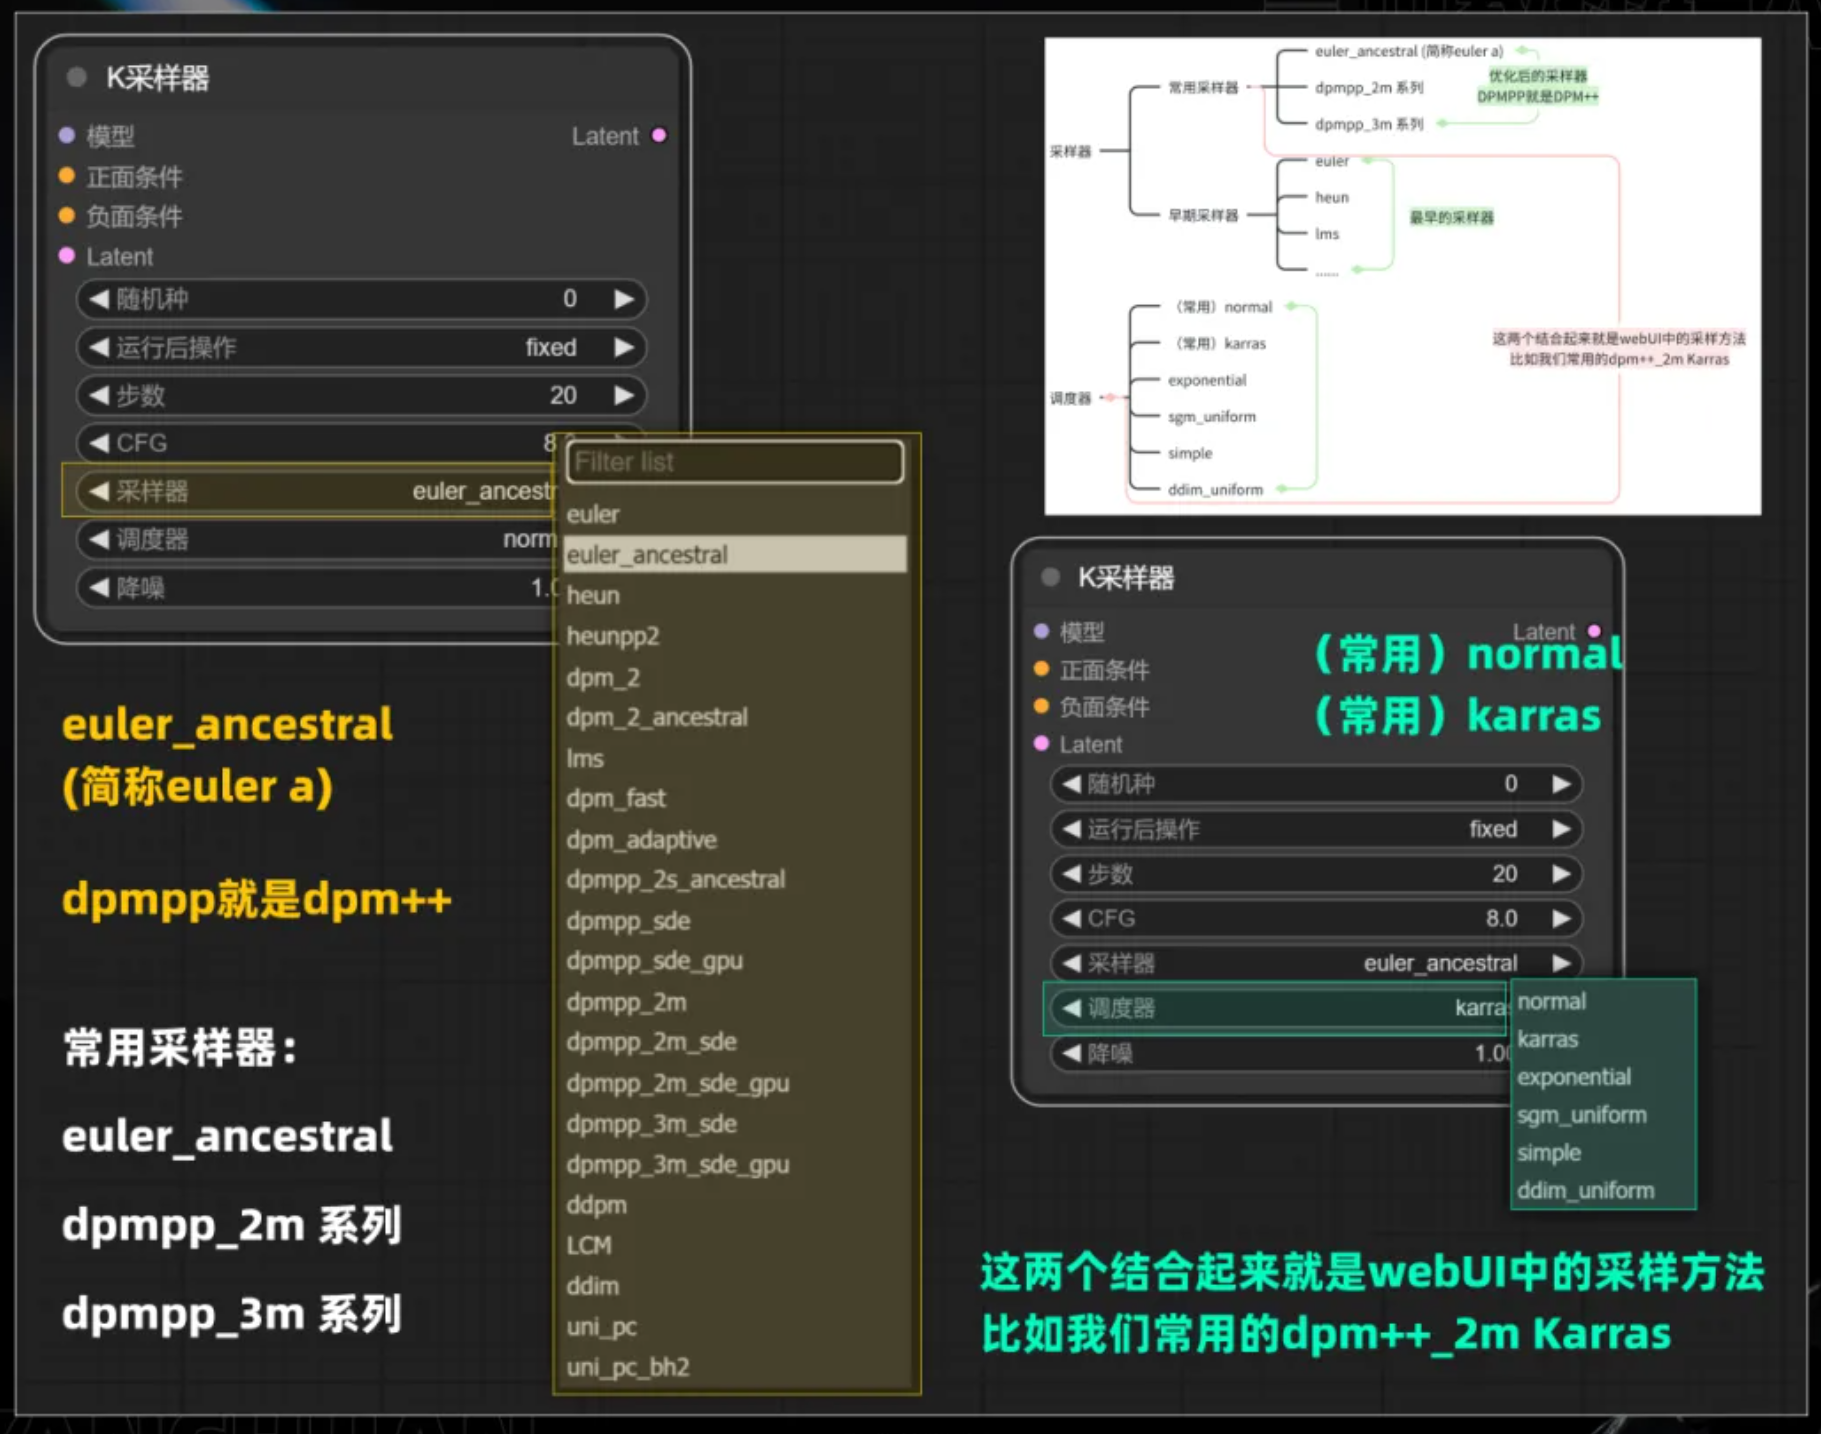 K采样器
模型
Latent
正面条件
负面条件
Latent
随机种 0
运行后操作 fixed
步数 20
CFG 8
采样器 euler_ancestr
调度器 norm
降噪 1.0
Filter list
euler
euler_ancestral
heun
heunpp2
dpm_2
dpm_2_ancestral
lms
dpm_fast
dpm_adaptive
dpmpp_2s_ancestral
dpmpp_sde
dpmpp_sde_gpu
dpmpp_2m
dpmpp_2m_sde
dpmpp_2m_sde_gpu
dpmpp_3m_sde
dpmpp_3m_sde_gpu
ddpm
LCM
ddim
uni_pc
uni_pc_bh2
euler_ancestral
(简称euler a)
dpmpp就是dpm++
常用采样器：
euler_ancestral
dpmpp_2m 系列
dpmpp_3m 系列
采样器
常用采样器
euler_ancestral (简称euler a)
dpmpp_2m 系列
dpmpp_3m 系列
优化后的采样器
DPMPP就是DPM++
早期采样器
euler
heun
lms
......
最早的采样器
调度器
（常用）normal
（常用）karras
exponential
sgm_uniform
simple
ddim_uniform
这两个结合起来就是webUI中的采样方法
比如我们常用的dpm++_2m Karras
K采样器
模型
Latent
正面条件
负面条件
Latent
（常用）normal
（常用）karras
随机种 0
运行后操作 fixed
步数 20
CFG 8.0
采样器 euler_ancestral
调度器 karras
降噪 1.00
normal
karras
exponential
sgm_uniform
simple
ddim_uniform
这两个结合起来就是webUI中的采样方法
比如我们常用的dpm++_2m Karras